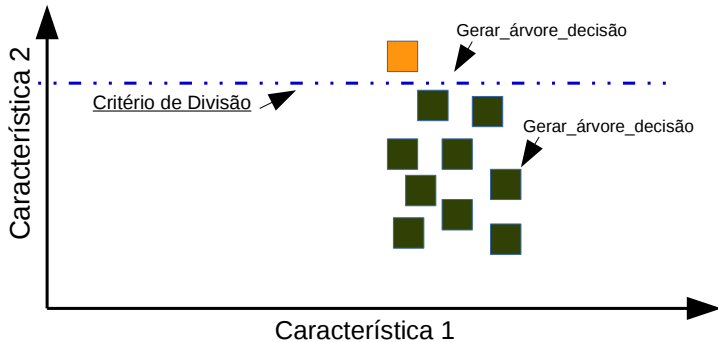 Gerar_árvore_decisão
Critério de Divisão
Gerar_árvore_decisão
Característica 2
Característica 1